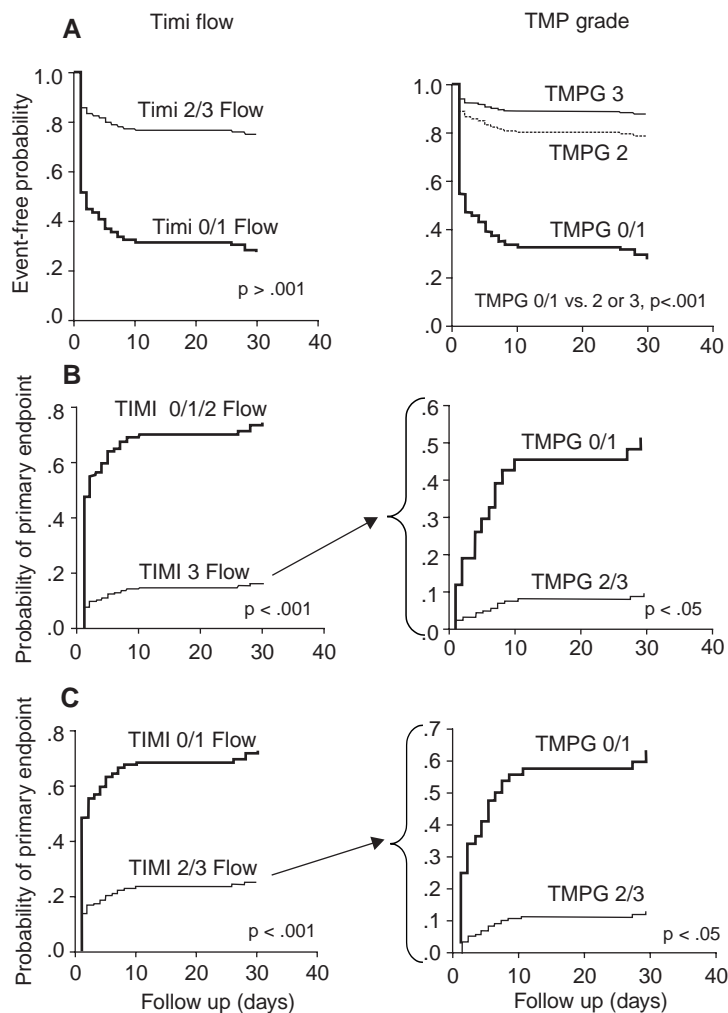 Timi flow
TMP grade
A
Event-free probability
1.0
.8
.6
.4
.2
.0
0
10
20
30
40
Timi 2/3 Flow
Timi 0/1 Flow
p > .001
1.0
.8
.6
.4
.2
.0
0
10
20
30
40
TMPG 3
TMPG 2
TMPG 0/1
TMPG 0/1 vs. 2 or 3, p<.001
B
Probability of primary endpoint
.8
.6
.4
.2
.0
0
10
20
30
40
TIMI 0/1/2 Flow
TIMI 3 Flow
p < .001
.6
.5
.4
.3
.2
.1
.0
0
10
20
30
40
TMPG 0/1
TMPG 2/3
p < .05
C
Probability of primary endpoint
.8
.6
.4
.2
.0
0
10
20
30
40
Follow up (days)
TIMI 0/1 Flow
TIMI 2/3 Flow
p < .001
.7
.6
.5
.4
.3
.2
.1
.0
0
10
20
30
40
Follow up (days)
TMPG 0/1
TMPG 2/3
p < .05